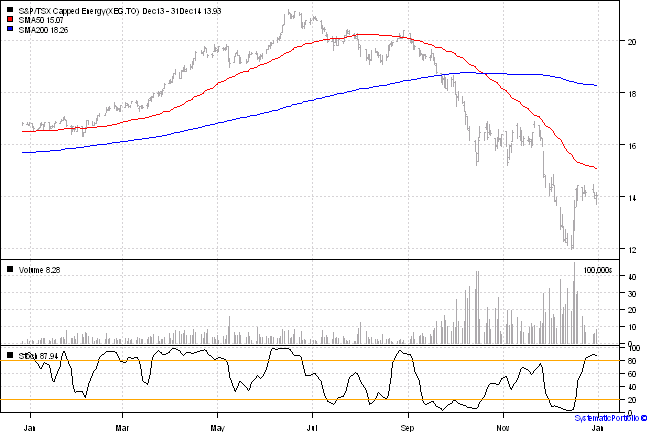 S&P/TSX Capped Energy(XEG.TO) Dec13 - 31Dec14 13.93
SMA50 15.07
SMA200 18.26
20
18
16
14
12
Volume 8.28
100,000s
40
30
20
10
0
Stoch 87.94
100
80
60
40
20
0
Jan Mar May Jul Sep Nov Jan
SystematicPortfolio ©